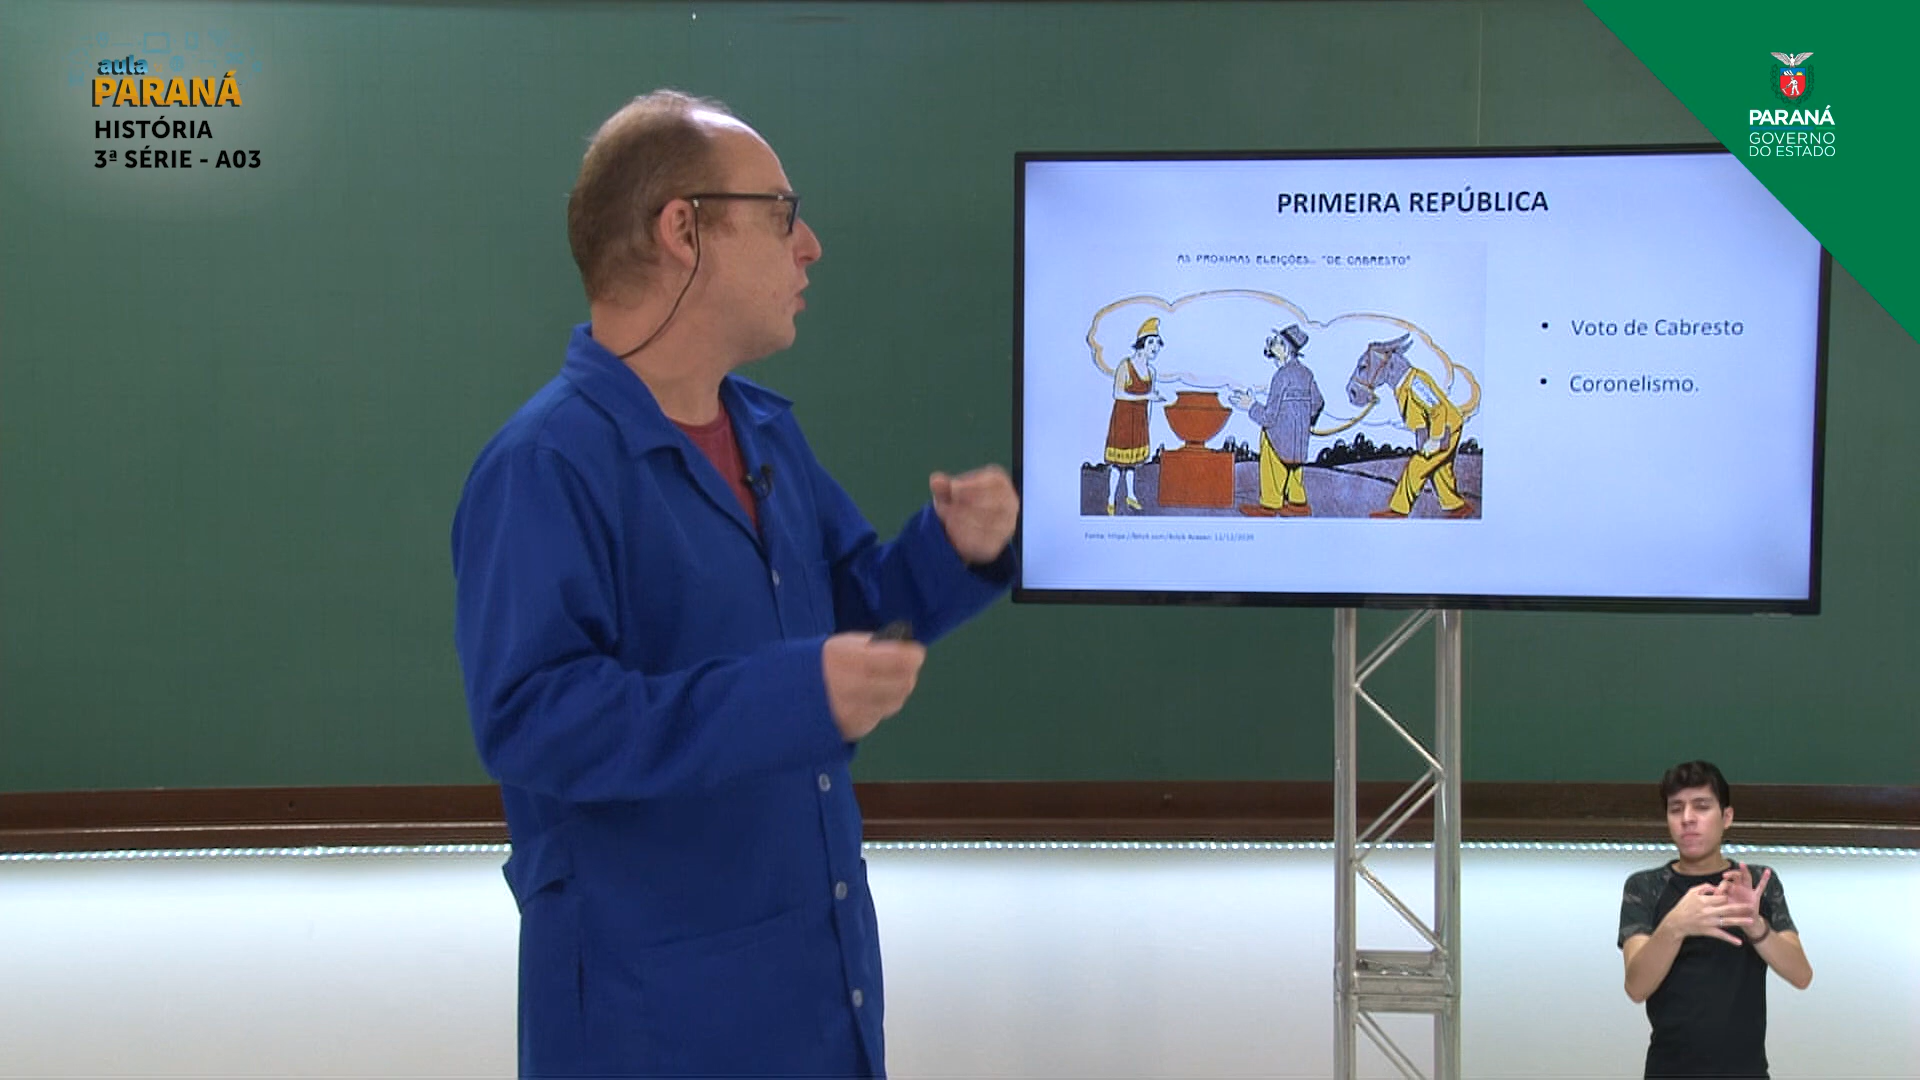 aula
PARANÁ
HISTÓRIA
3ª SÉRIE - A03
PARANÁ
GOVERNO
DO ESTADO
PRIMEIRA REPÚBLICA
AS PROXIMAS ELEIÇÕES... "DE CABRESTO"
• Voto de Cabresto
• Coronelismo.